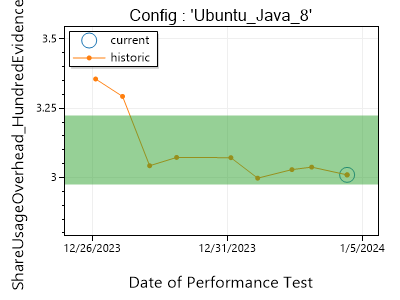 Config : 'Ubuntu_Java_8'
ShareUsageOverhead_HundredEvidence
current
historic
3.5
3.25
3
12/26/2023
12/31/2023
1/5/2024
Date of Performance Test